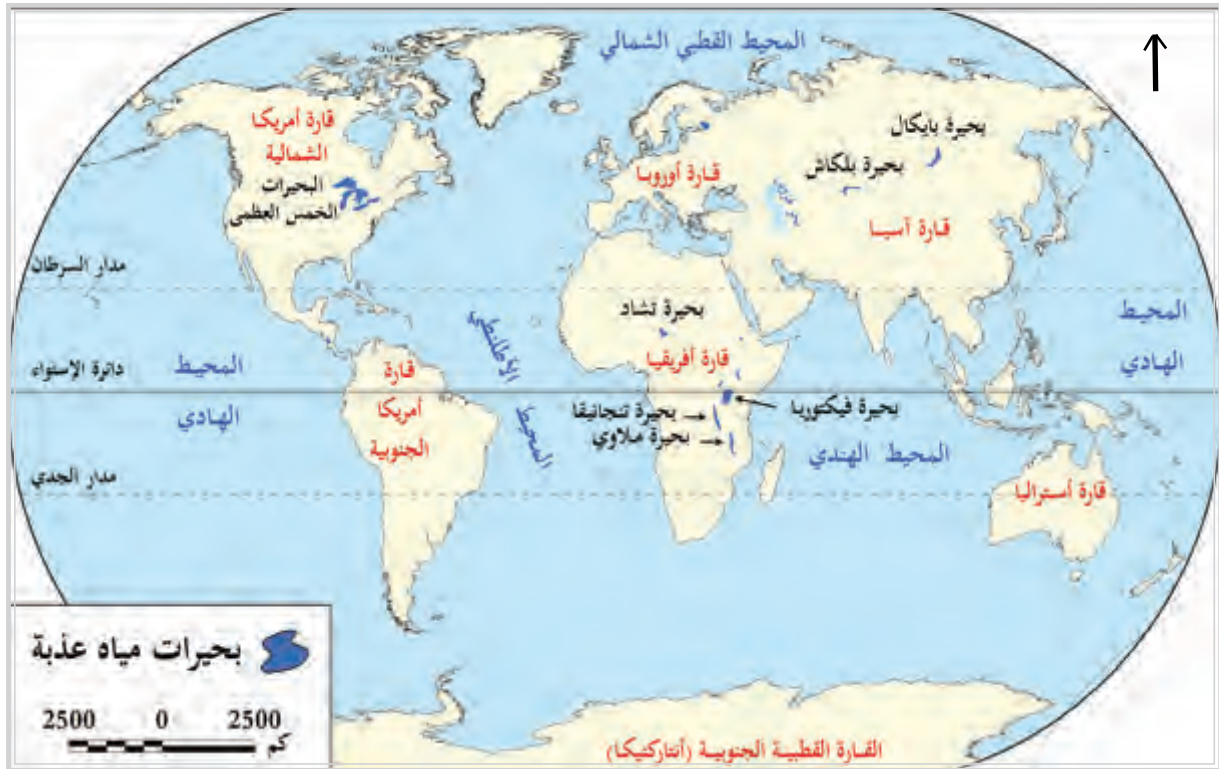 المحيط القطبي الشمالي
قارة أمريكا
الشمالية
البحيرات
الخمس العظمى
قارة أوروبا
بحيرة بايكال
بحيرة بلكاش
بحر قزوين
قارة آسيا
مدار السرطان
بحيرة تشاد
قارة أفريقيا
المحيط
الهادي
المحيط
الأطلنطي
دائرة الإستواء
المحيط
الهادي
قارة
أمريكا
الجنوبية
بحيرة فيكتوريا
بحيرة تنجانيقا
بحيرة ملاوي
المحيط الهندي
مدار الجدي
قارة أستراليا
بحيرات مياه عذبة
2500 0 2500
كم
القارة القطبية الجنوبية (أنتاركتيكا)